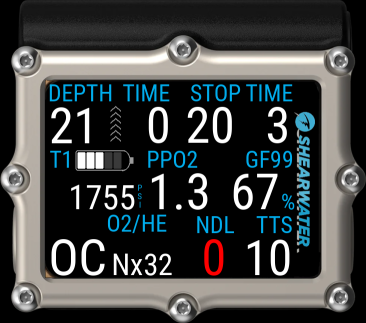 DEPTH TIME STOP TIME
21 0 20 3
T1 PPO2 GF99
1755 PSI 1.3 67%
O2/HE NDL TTS
OC Nx32 0 10
SHEARWATER